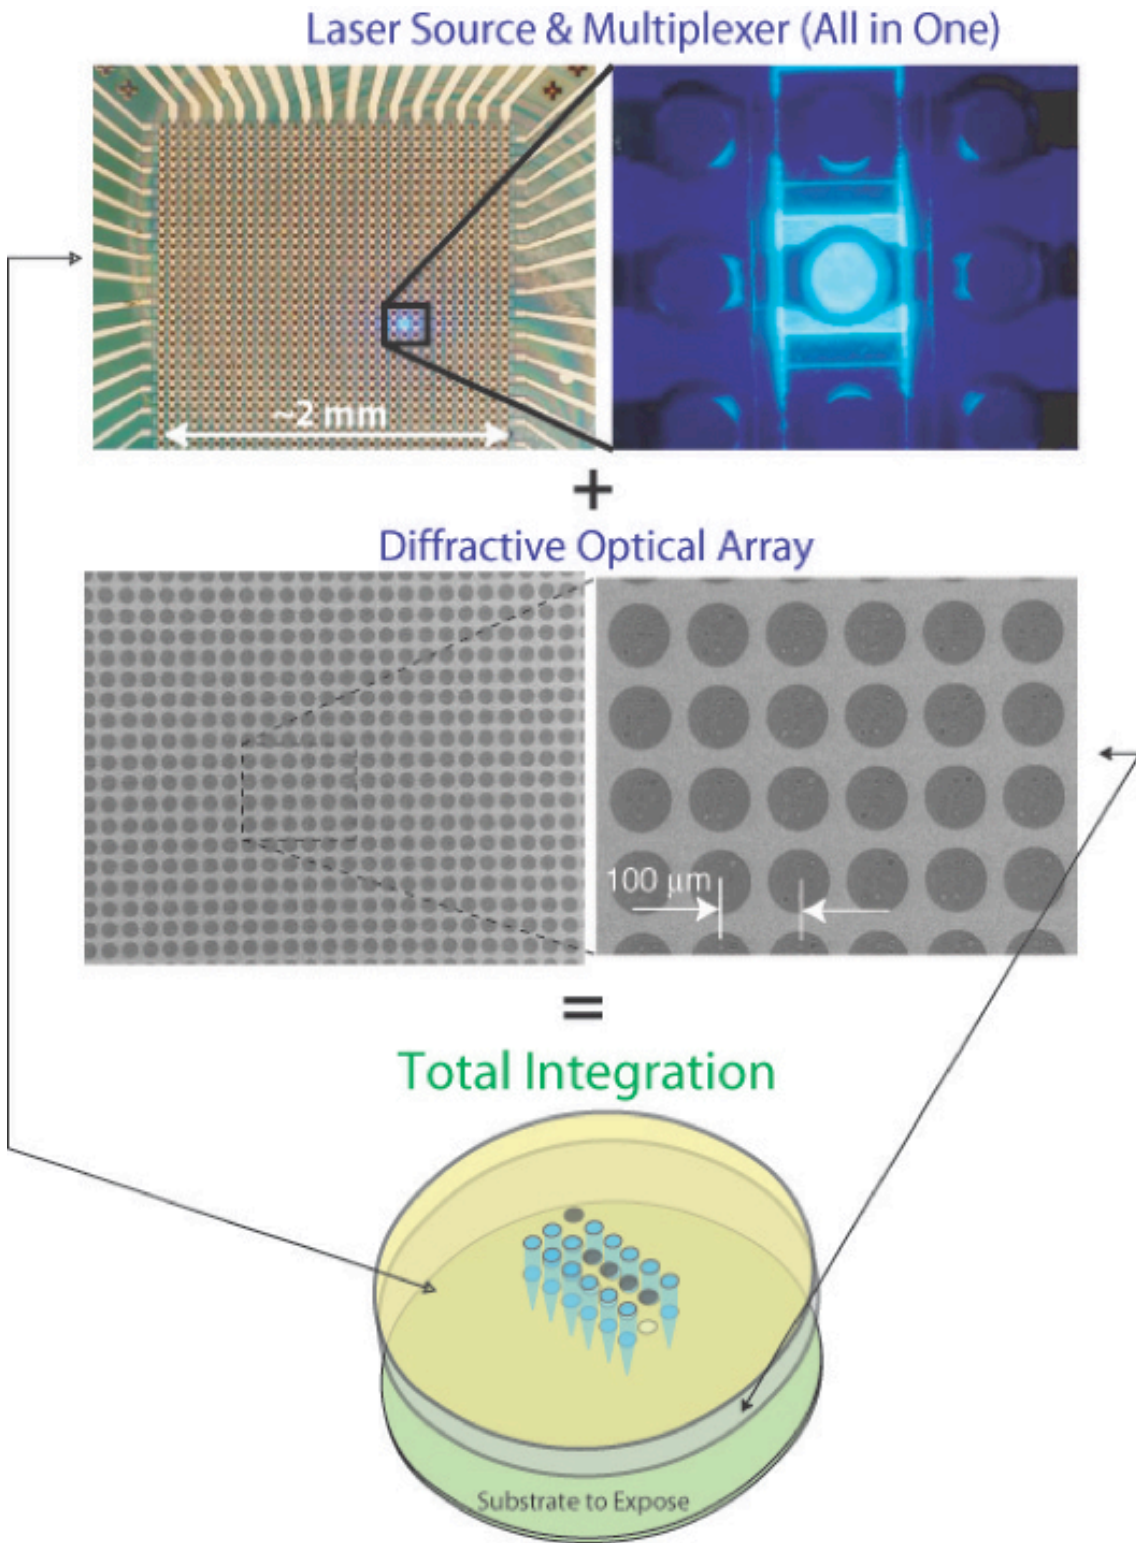 Laser Source & Multiplexer (All in One)
~2 mm
+
Diffractive Optical Array
100 μm
=
Total Integration
Substrate to Expose